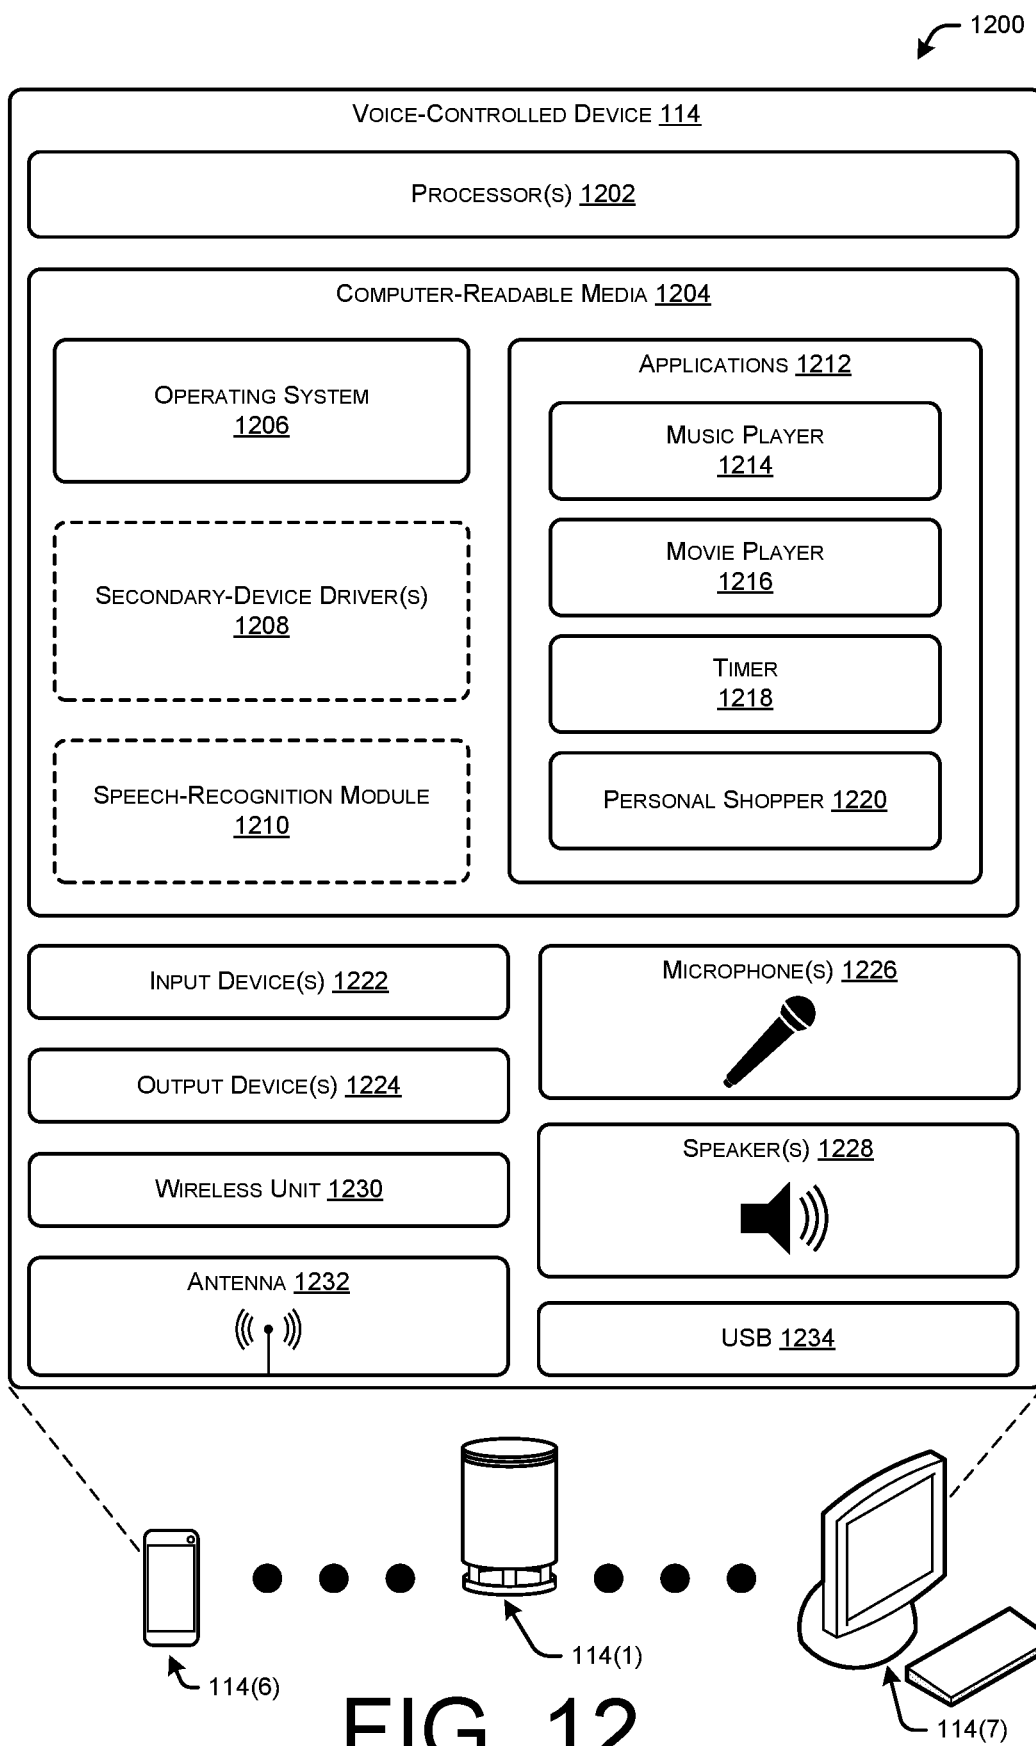 1200
VOICE-CONTROLLED DEVICE 114
PROCESSOR(S) 1202
COMPUTER-READABLE MEDIA 1204
OPERATING SYSTEM
1206
SECONDARY-DEVICE DRIVER(S)
1208
SPEECH-RECOGNITION MODULE
1210
APPLICATIONS 1212
MUSIC PLAYER
1214
MOVIE PLAYER
1216
TIMER
1218
PERSONAL SHOPPER 1220
INPUT DEVICE(S) 1222
OUTPUT DEVICE(S) 1224
WIRELESS UNIT 1230
ANTENNA 1232
MICROPHONE(S) 1226
SPEAKER(S) 1228
USB 1234
114(6)
114(1)
114(7)
FIG. 12